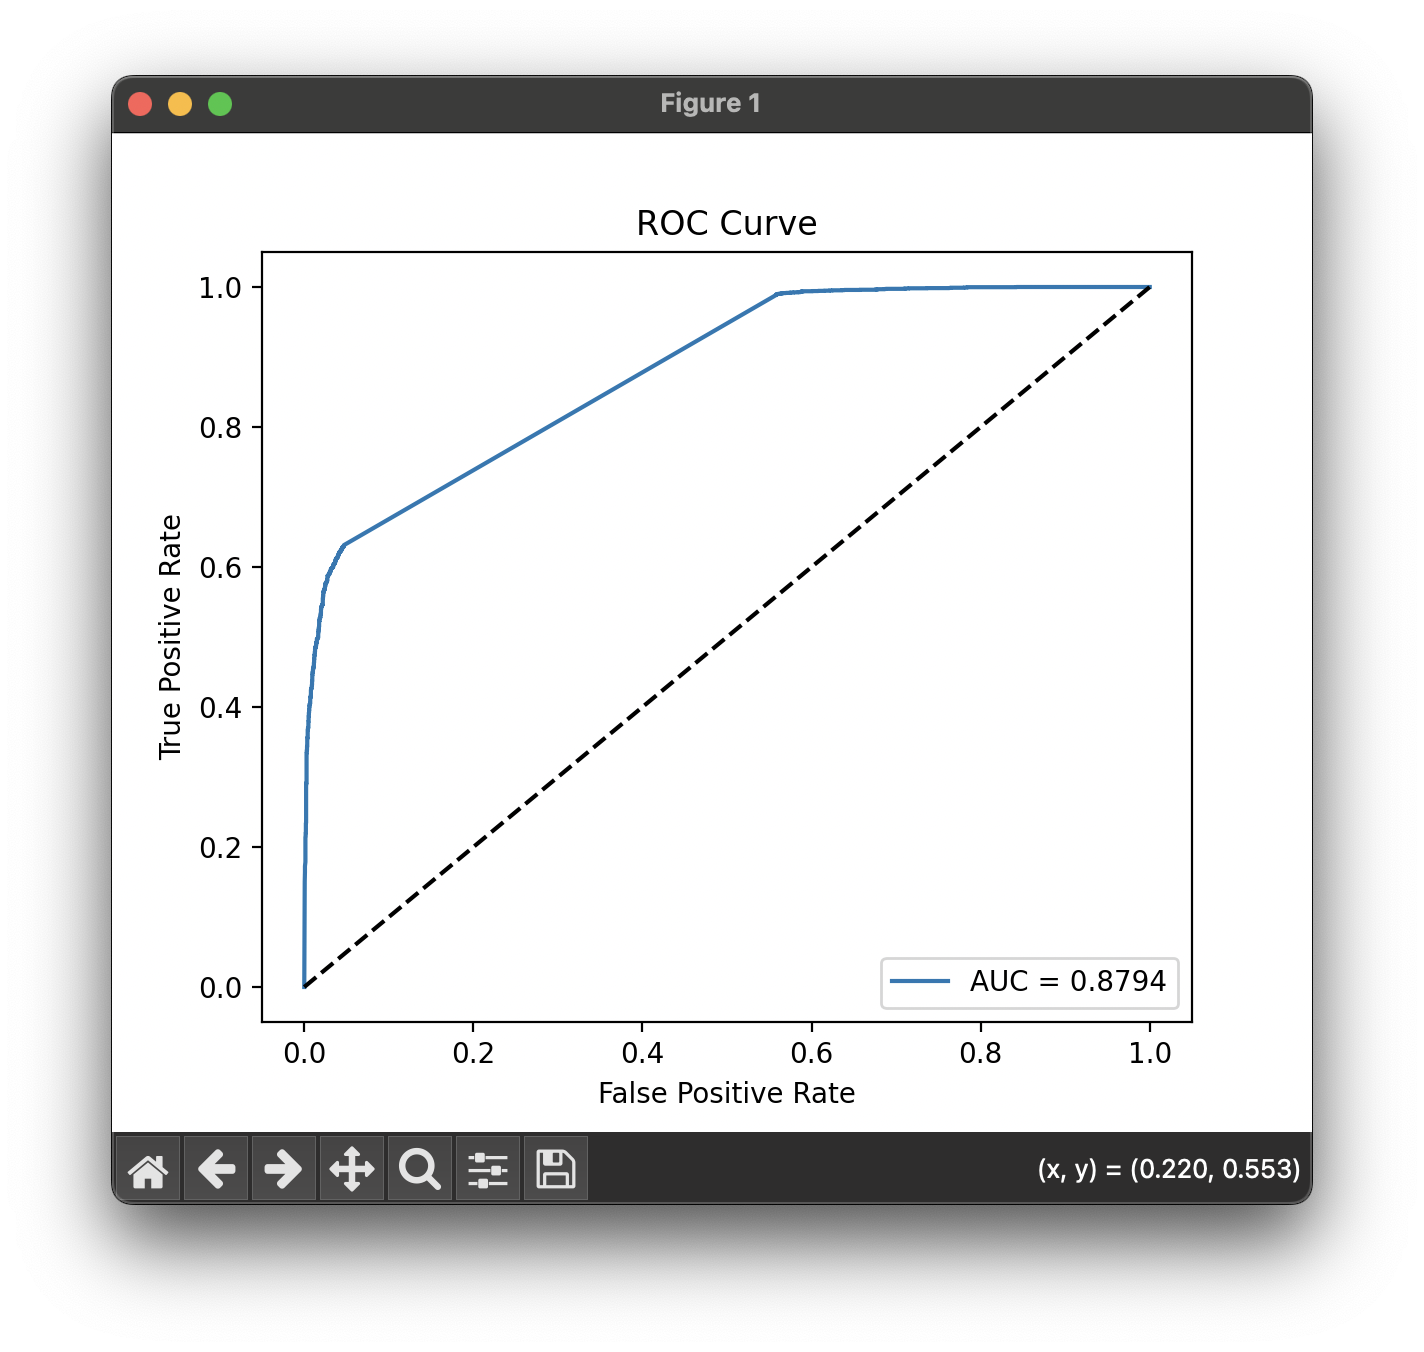 Figure 1
ROC Curve
1.0
0.8
0.6
0.4
0.2
0.0
True Positive Rate
AUC = 0.8794
0.0 0.2 0.4 0.6 0.8 1.0
False Positive Rate
(x, y) = (0.220, 0.553)